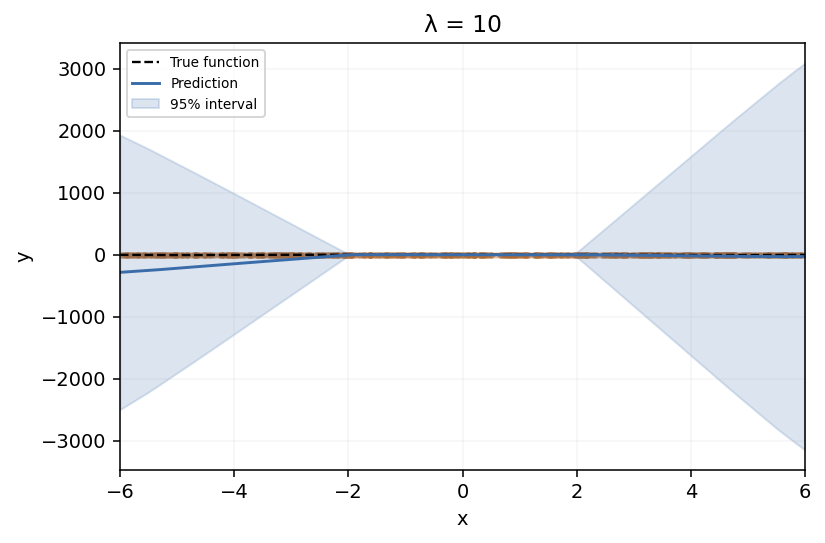 λ = 10
True function
Prediction
95% interval
y
3000
2000
1000
0
−1000
−2000
−3000
−6
−4
−2
0
2
4
6
x